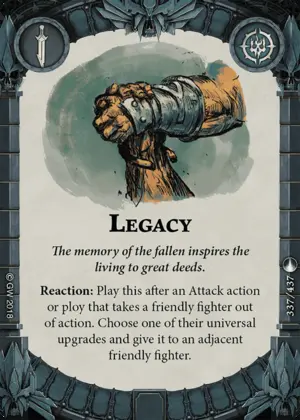 LEGACY
The memory of the fallen inspires the
living to great deeds.
Reaction: Play this after an Attack action
or ploy that takes a friendly fighter out
of action. Choose one of their universal
upgrades and give it to an adjacent
friendly fighter.
© GW 2018
337/437